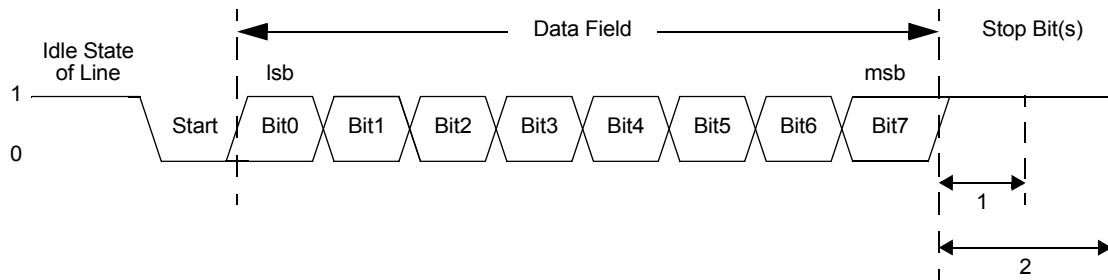 Data Field
Stop Bit(s)
Idle State
of Line
lsb
msb
1
Start
Bit0
Bit1
Bit2
Bit3
Bit4
Bit5
Bit6
Bit7
0
1
2